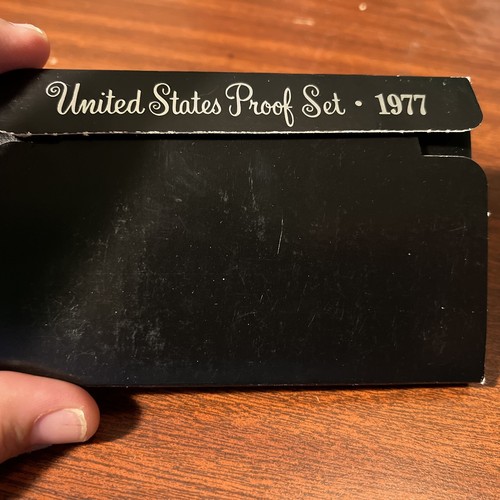 United States Proof Set • 1977